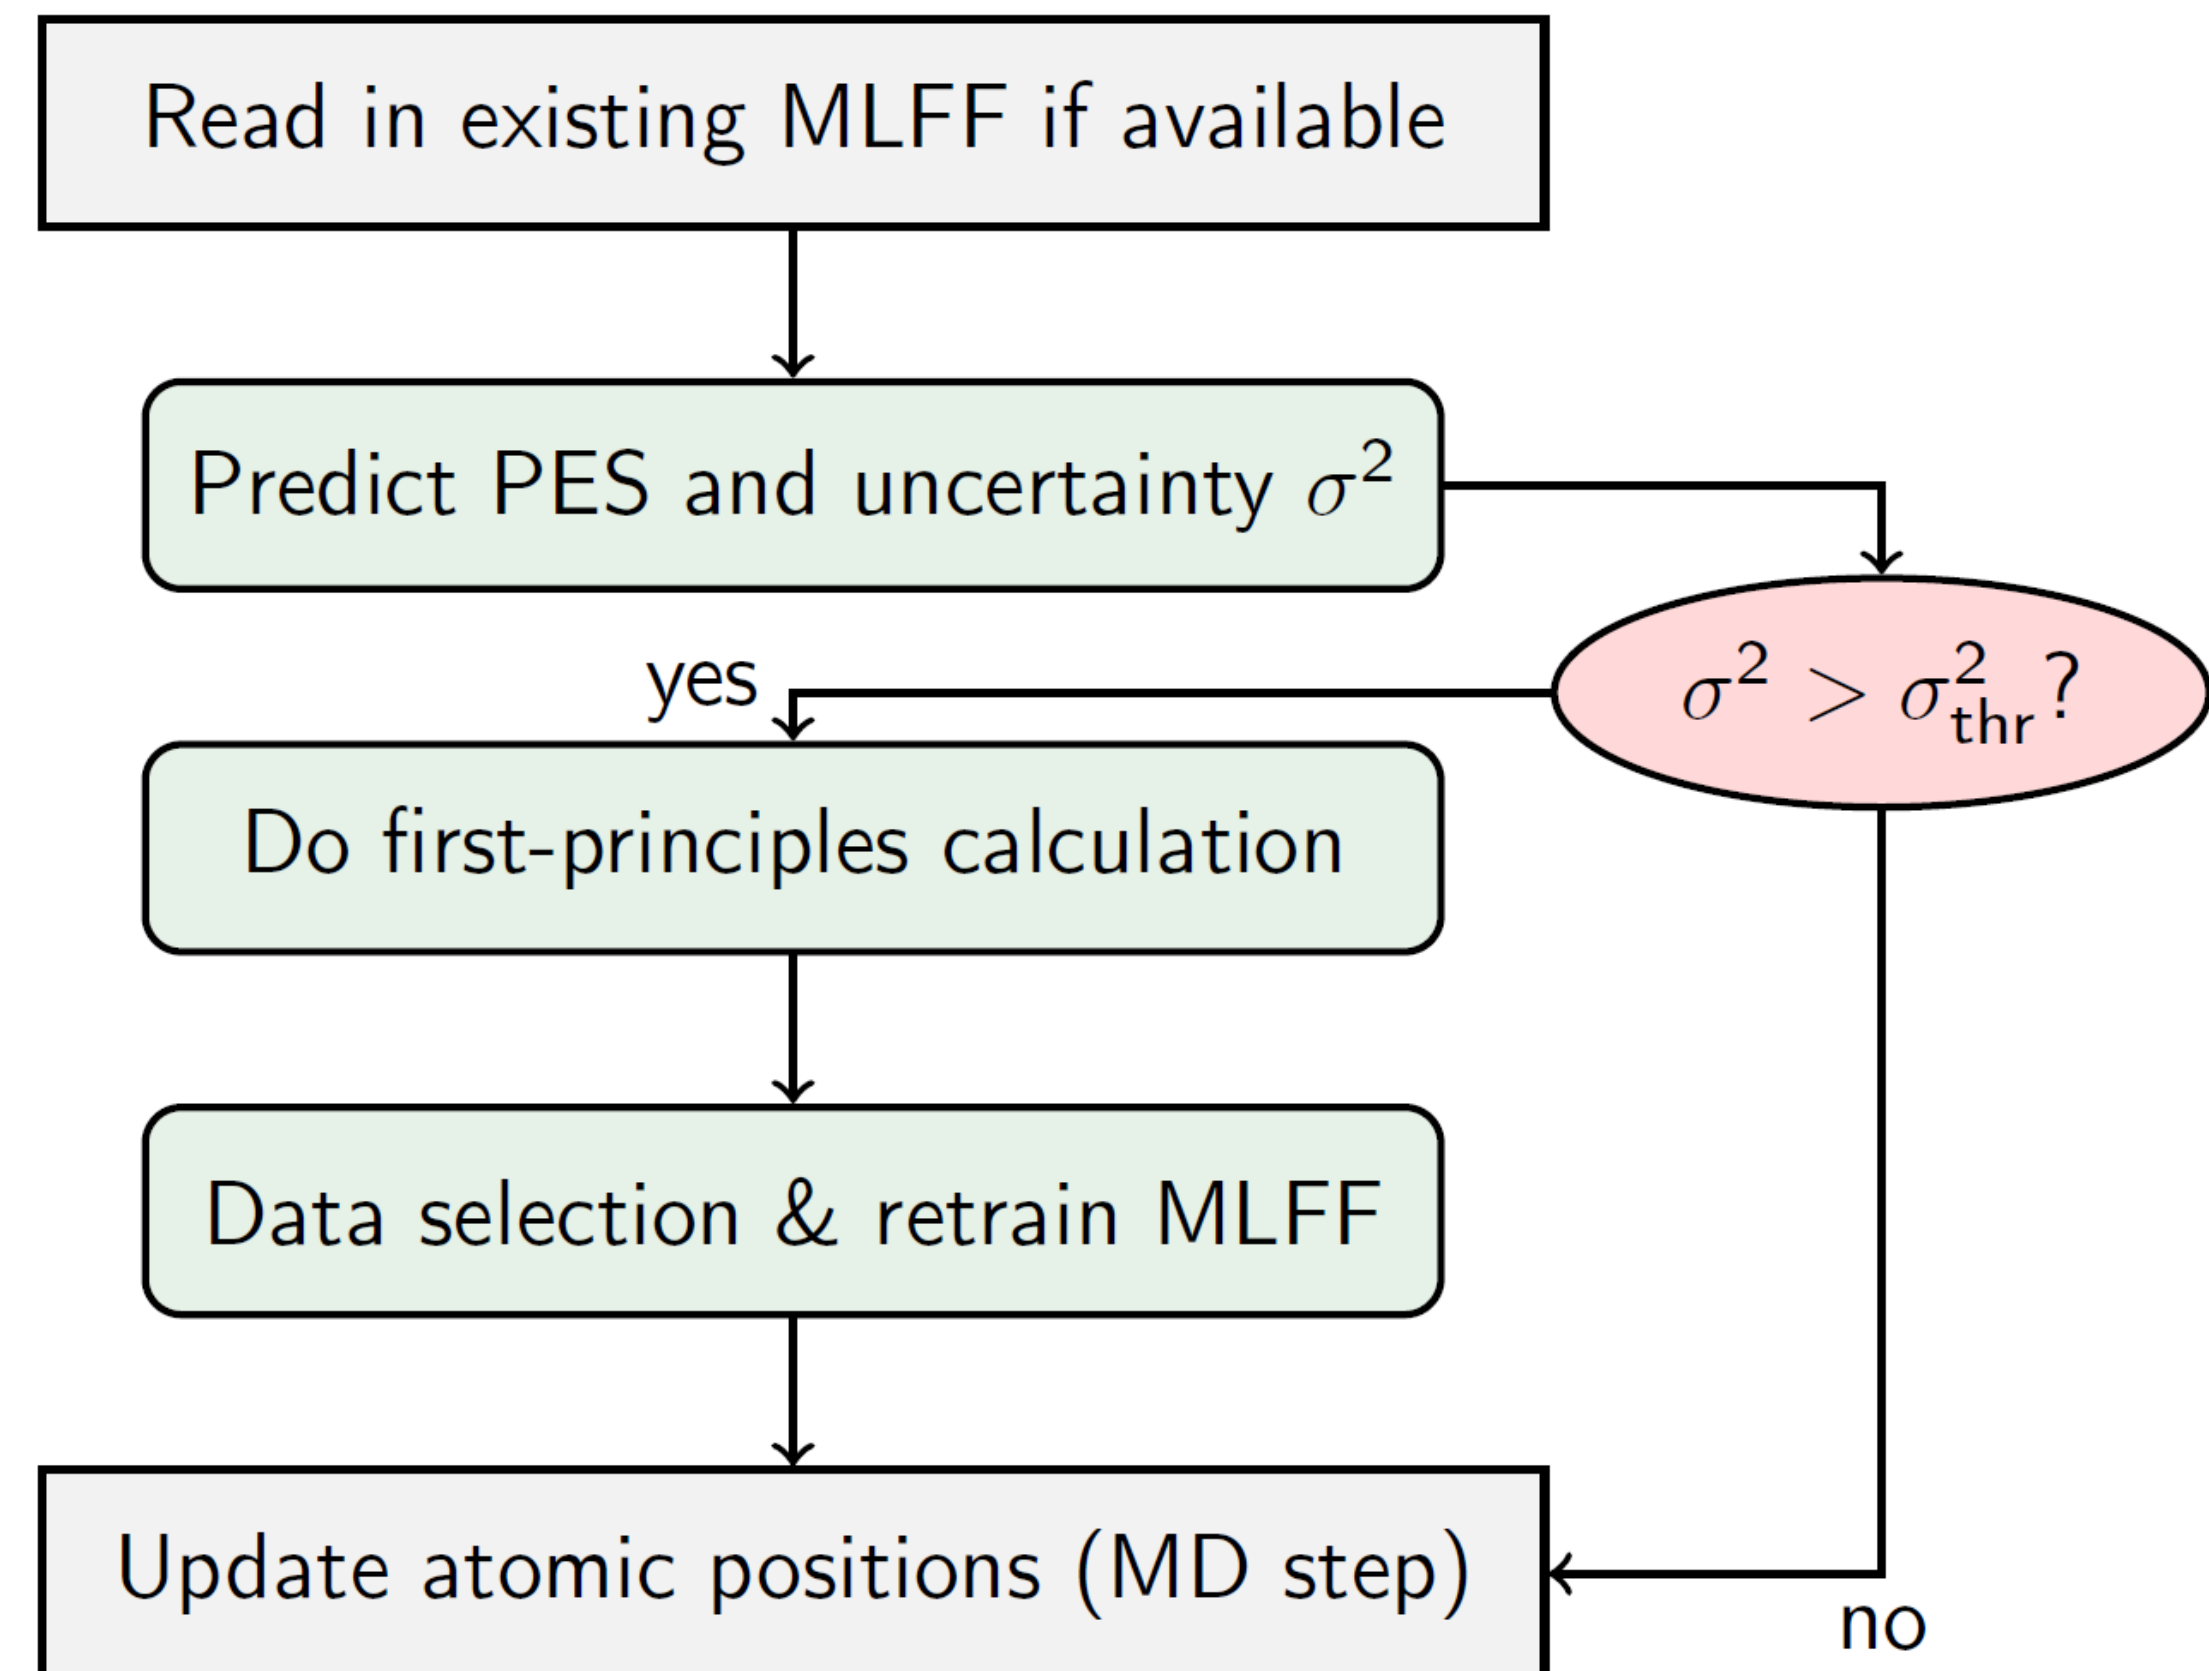 Read in existing MLFF if available
Predict PES and uncertainty σ²
yes
σ² > σ²thr?
Do first-principles calculation
Data selection & retrain MLFF
Update atomic positions (MD step)
no